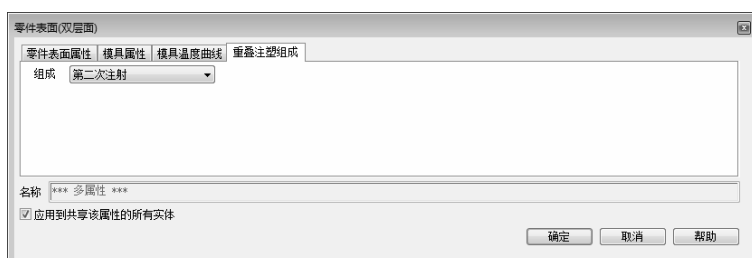 零件表面(双层面)
零件表面属性 模具属性 模具温度曲线 重叠注塑组成
组成 第二次注射
名称 *** 多属性 ***
应用到共享该属性的所有实体
确定 取消 帮助